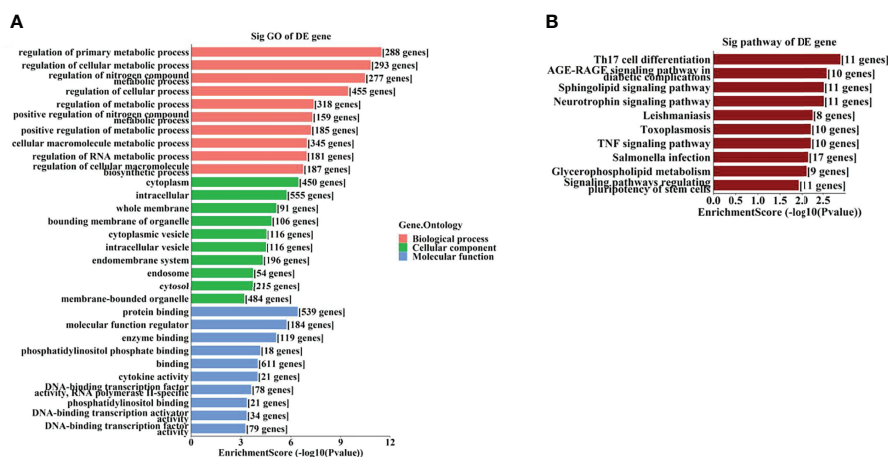 A
Sig GO of DE gene
regulation of primary metabolic process
[288 genes]
regulation of cellular metabolic process
[293 genes]
regulation of nitrogen compound
metabolic process
[277 genes]
regulation of cellular process
[455 genes]
regulation of metabolic process
[318 genes]
positive regulation of nitrogen compound
metabolic process
[159 genes]
positive regulation of metabolic process
[185 genes]
cellular macromolecule metabolic process
[345 genes]
regulation of RNA metabolic process
[181 genes]
regulation of cellular macromolecule
biosynthetic process
[187 genes]
cytoplasm
[450 genes]
intracellular
[555 genes]
whole membrane
[91 genes]
bounding membrane of organelle
[106 genes]
cytoplasmic vesicle
[116 genes]
intracellular vesicle
[116 genes]
endomembrane system
[196 genes]
endosome
[54 genes]
cytosol
[215 genes]
membrane-bounded organelle
[484 genes]
protein binding
[539 genes]
molecular function regulator
[184 genes]
enzyme binding
[119 genes]
phosphatidylinositol phosphate binding
[18 genes]
binding
[611 genes]
cytokine activity
[21 genes]
DNA-binding transcription factor
activity, RNA polymerase II-specific
[78 genes]
phosphatidylinositol binding
[21 genes]
DNA-binding transcription activator
activity
[34 genes]
DNA-binding transcription factor
activity
[79 genes]
0 3 6 9 12
EnrichmentScore (-log10(Pvalue))
Gene.Ontology
Biological process
Cellular component
Molecular function
B
Sig pathway of DE gene
Th17 cell differentiation
[11 genes]
AGE-RAGE signaling pathway in
diabetic complications
[10 genes]
Sphingolipid signaling pathway
[11 genes]
Neurotrophin signaling pathway
[11 genes]
Leishmaniasis
[8 genes]
Toxoplasmosis
[10 genes]
TNF signaling pathway
[10 genes]
Salmonella infection
[17 genes]
Glycerophospholipid metabolism
[9 genes]
Signaling pathways regulating
pluripotency of stem cells
[11 genes]
0.0 0.5 1.0 1.5 2.0 2.5
EnrichmentScore (-log10(Pvalue))